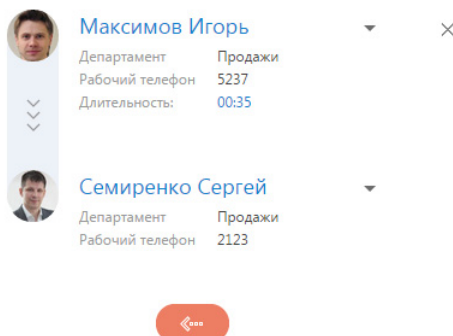 Максимов Игорь
Департамент Продажи
Рабочий телефон 5237
Длительность: 00:35
Семиренко Сергей
Департамент Продажи
Рабочий телефон 2123